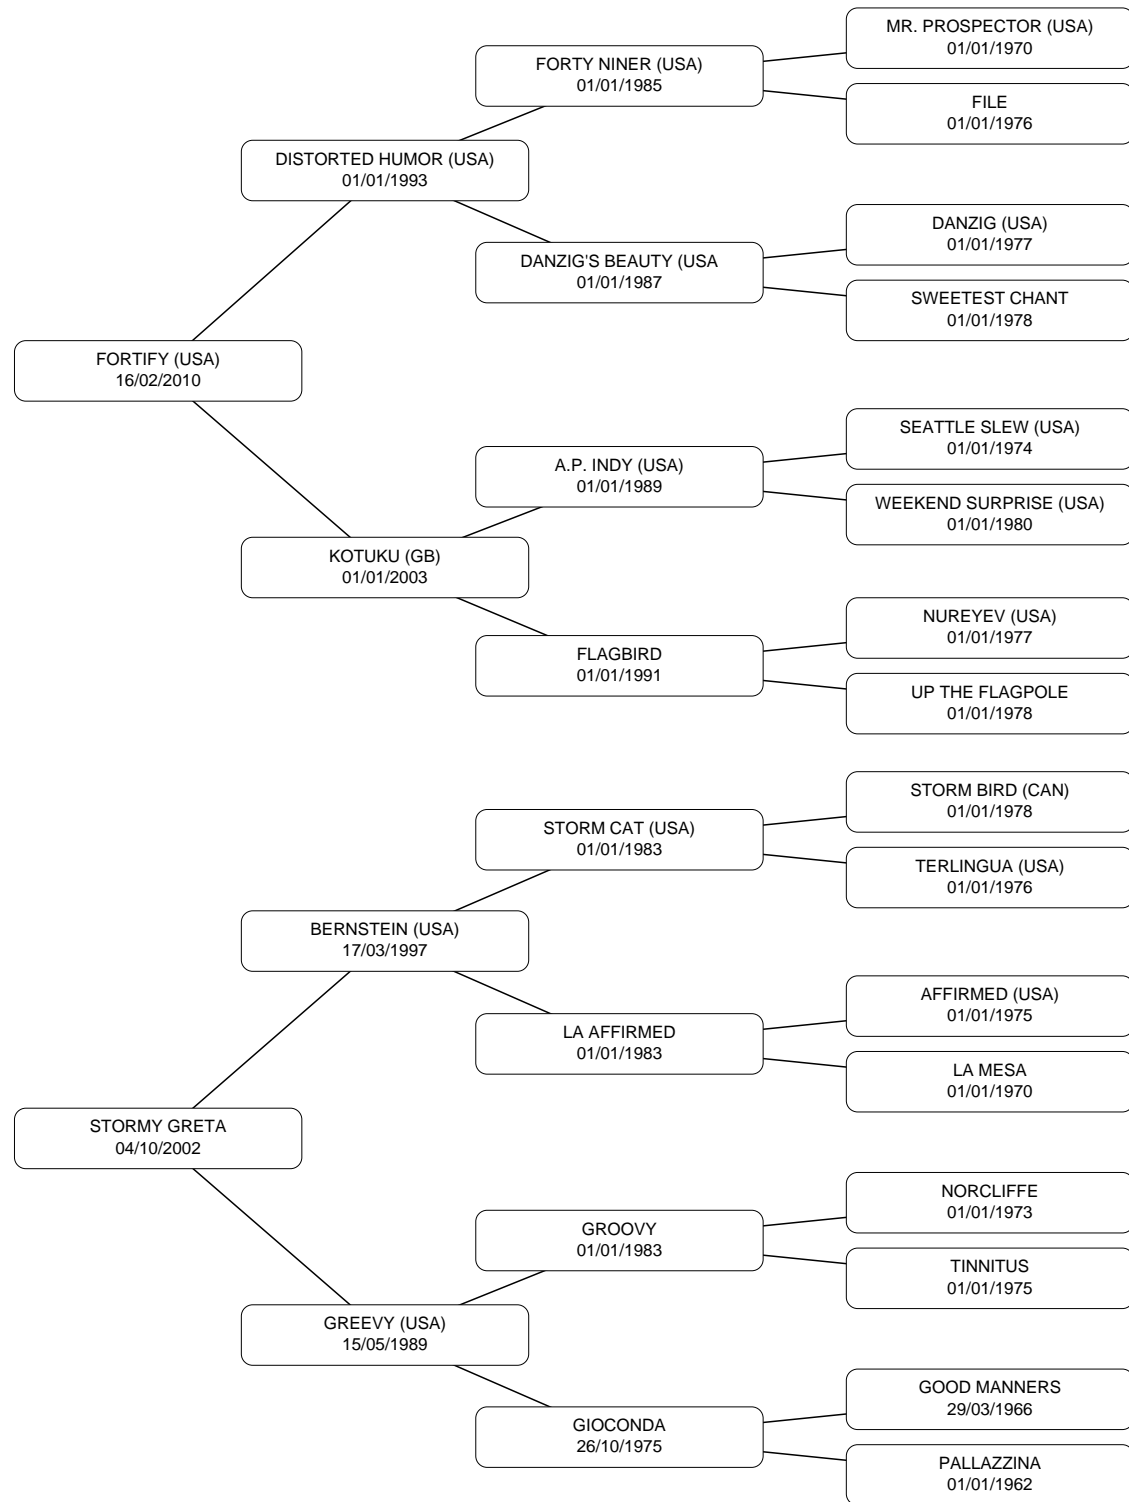 MR. PROSPECTOR (USA)
01/01/1970
FORTY NINER (USA)
01/01/1985
FILE
01/01/1976
DISTORTED HUMOR (USA)
01/01/1993
DANZIG (USA)
01/01/1977
DANZIG'S BEAUTY (USA
01/01/1987
SWEETEST CHANT
01/01/1978
FORTIFY (USA)
16/02/2010
SEATTLE SLEW (USA)
01/01/1974
A.P. INDY (USA)
01/01/1989
WEEKEND SURPRISE (USA)
01/01/1980
KOTUKU (GB)
01/01/2003
NUREYEV (USA)
01/01/1977
FLAGBIRD
01/01/1991
UP THE FLAGPOLE
01/01/1978
STORM BIRD (CAN)
01/01/1978
STORM CAT (USA)
01/01/1983
TERLINGUA (USA)
01/01/1976
BERNSTEIN (USA)
17/03/1997
AFFIRMED (USA)
01/01/1975
LA AFFIRMED
01/01/1983
LA MESA
01/01/1970
STORMY GRETA
04/10/2002
NORCLIFFE
01/01/1973
GROOVY
01/01/1983
TINNITUS
01/01/1975
GREEVY (USA)
15/05/1989
GOOD MANNERS
29/03/1966
GIOCONDA
26/10/1975
PALLAZZINA
01/01/1962